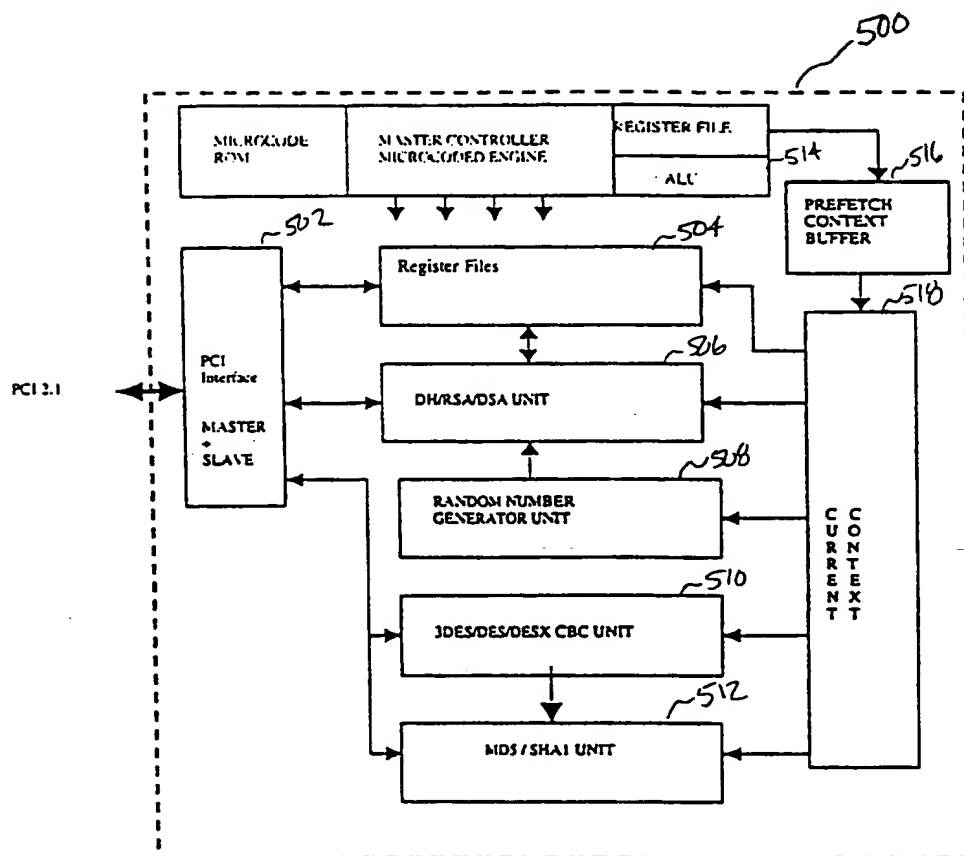 500
MICROCODE
ROM
MASTER CONTROLLER
MICROCODED ENGINE
REGISTER FILE
ALU
514
516
PREFETCH
CONTEXT
BUFFER
502
504
Register Files
518
PCI
Interface
MASTER
+
SLAVE
PCI 2.1
506
DH/RSA/DSA UNIT
508
RANDOM NUMBER
GENERATOR UNIT
CURRENT
CONTEXT
510
3DES/DES/DESX CBC UNIT
512
MD5 / SHA1 UNIT